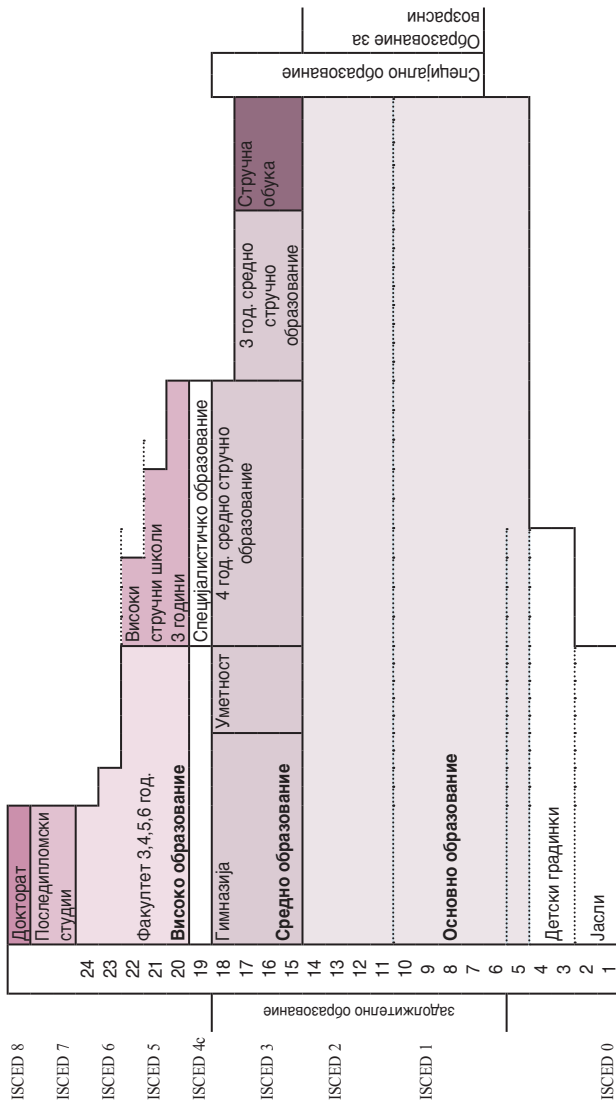 ISCED 8
ISCED 7
ISCED 6
ISCED 5
ISCED 4c
ISCED 3
ISCED 2
ISCED 1
ISCED 0
задолжително образование
24
23
22
21
20
19
18
17
16
15
14
13
12
11
10
9
8
7
6
5
4
3
2
1
Докторат
Последипломски
студии
Факултет 3,4,5,6 год.
Високо образование
Високи
стручни школи
3 години
Специјалистичко образование
Гимназија
Средно образование
Уметност
4 год. средно стручно
образование
3 год. средно
стручно
образование
Стручна
обука
Основно образование
Детски градинки
Јасли
Специјално образование
Образование за
возрасни